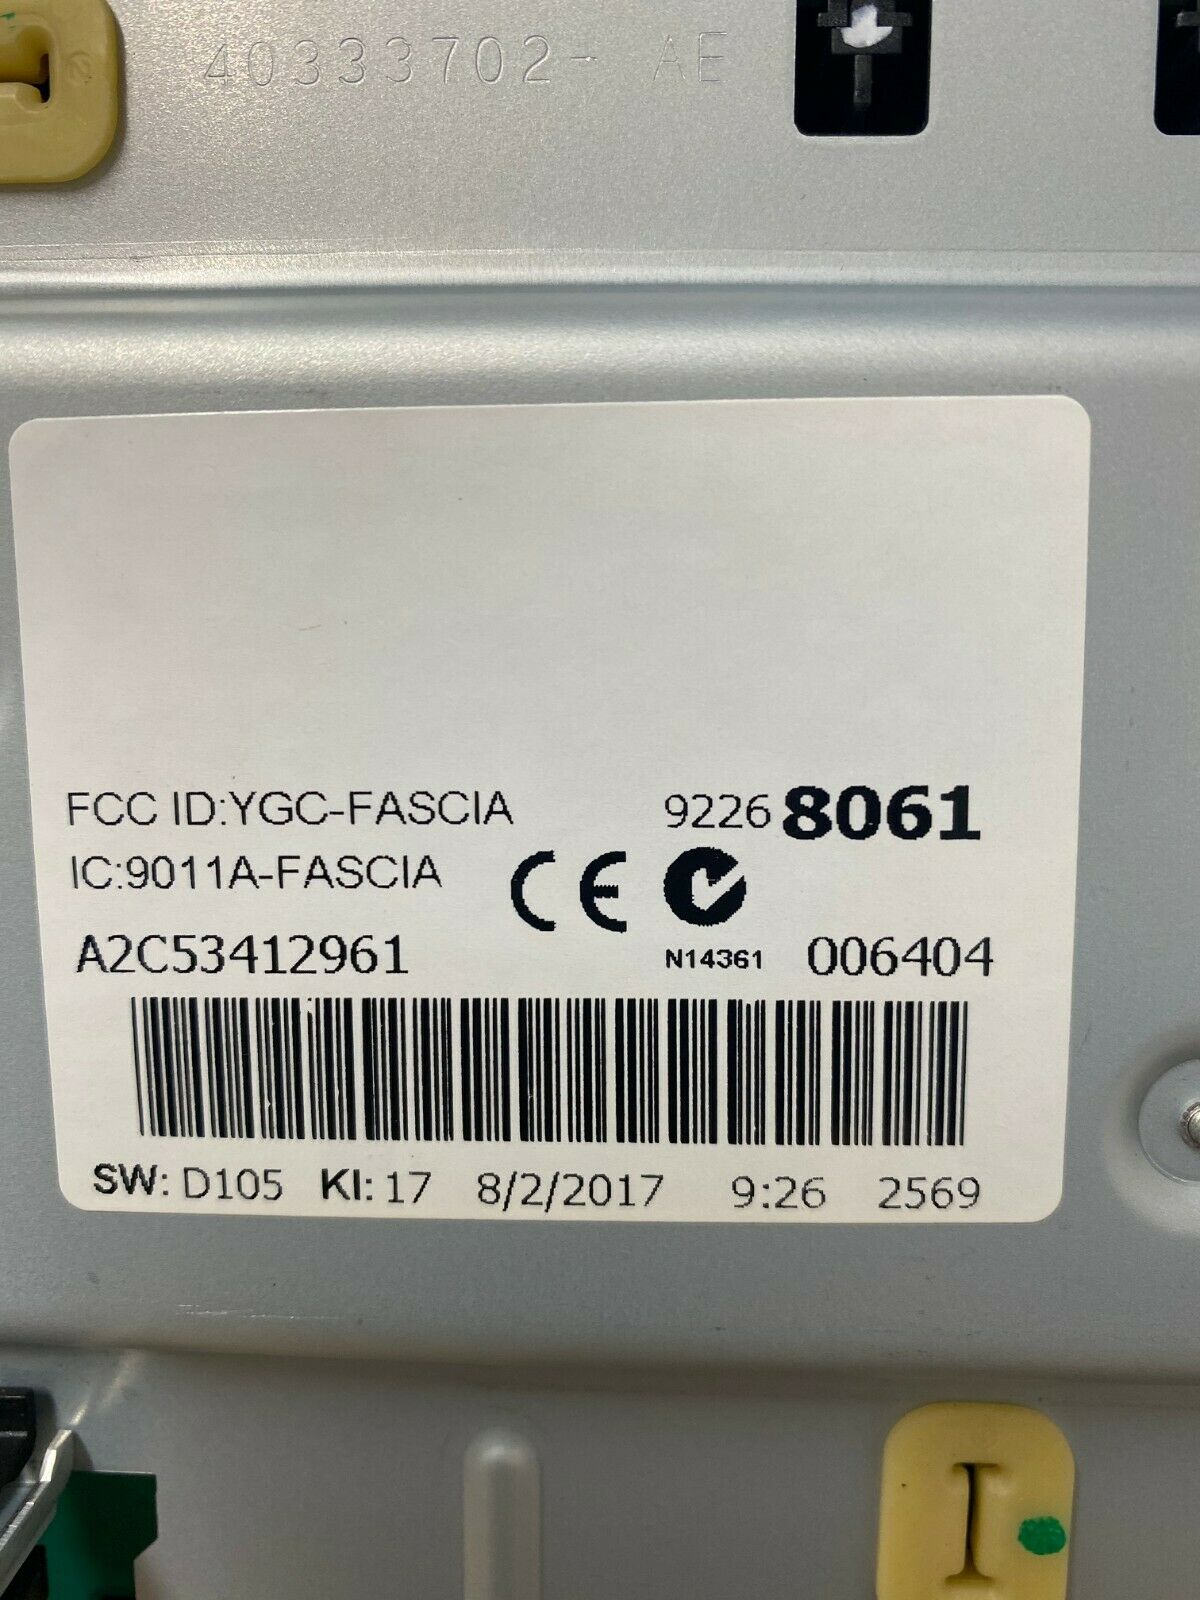 40333702- AE
FCC ID:YGC-FASCIA 9226 8061
IC:9011A-FASCIA CE
A2C53412961 N14361 006404
SW: D105 KI: 17 8/2/2017 9:26 2569